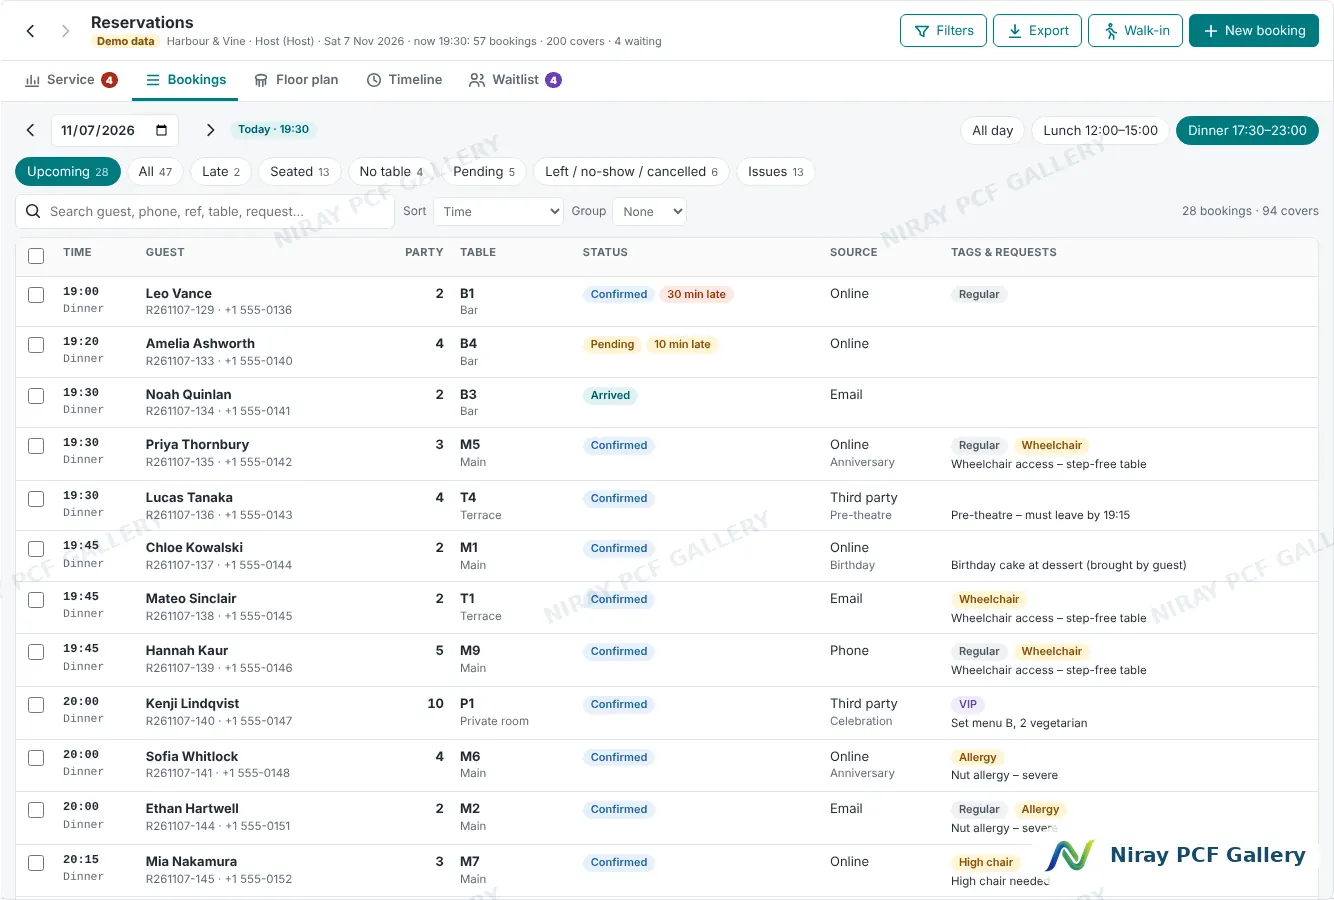 Reservations
Demo data Harbour & Vine · Host (Host) · Sat 7 Nov 2026 · now 19:30: 57 bookings · 200 covers · 4 waiting
Filters Export Walk-in New booking
Service 4 Bookings Floor plan Timeline Waitlist 4
11/07/2026 Today · 19:30 All day Lunch 12:00–15:00 Dinner 17:30–23:00
Upcoming 28 All 47 Late 2 Seated 13 No table 4 Pending 5 Left / no-show / cancelled 6 Issues 13
Search guest, phone, ref, table, request... Sort Time Group None 28 bookings · 94 covers
TIME GUEST PARTY TABLE STATUS SOURCE TAGS & REQUESTS
19:00 Leo Vance 2 B1 Confirmed 30 min late Online Regular
Dinner R261107-129 · +1 555-0136 Bar
19:20 Amelia Ashworth 4 B4 Pending 10 min late Online
Dinner R261107-133 · +1 555-0140 Bar
19:30 Noah Quinlan 2 B3 Arrived Email
Dinner R261107-134 · +1 555-0141 Bar
19:30 Priya Thornbury 3 M5 Confirmed Online Regular Wheelchair
Dinner R261107-135 · +1 555-0142 Main Anniversary Wheelchair access – step-free table
19:30 Lucas Tanaka 4 T4 Confirmed Third party
Dinner R261107-136 · +1 555-0143 Terrace Pre-theatre Pre-theatre – must leave by 19:15
19:45 Chloe Kowalski 2 M1 Confirmed Online
Dinner R261107-137 · +1 555-0144 Main Birthday Birthday cake at dessert (brought by guest)
19:45 Mateo Sinclair 2 T1 Confirmed Email Wheelchair
Dinner R261107-138 · +1 555-0145 Terrace Wheelchair access – step-free table
19:45 Hannah Kaur 5 M9 Confirmed Phone Regular Wheelchair
Dinner R261107-139 · +1 555-0146 Main Wheelchair access – step-free table
20:00 Kenji Lindqvist 10 P1 Confirmed Third party VIP
Dinner R261107-140 · +1 555-0147 Private room Celebration Set menu B, 2 vegetarian
20:00 Sofia Whitlock 4 M6 Confirmed Online Allergy
Dinner R261107-141 · +1 555-0148 Main Anniversary Nut allergy – severe
20:00 Ethan Hartwell 2 M2 Confirmed Email Regular Allergy
Dinner R261107-144 · +1 555-0151 Main Nut allergy – severe
20:15 Mia Nakamura 3 M7 Confirmed Online High chair
Dinner R261107-145 · +1 555-0152 Main High chair needed
Niray PCF Gallery
NIRAY PCF GALLERY
NIRAY PCF GALLERY
NIRAY PCF GALLERY